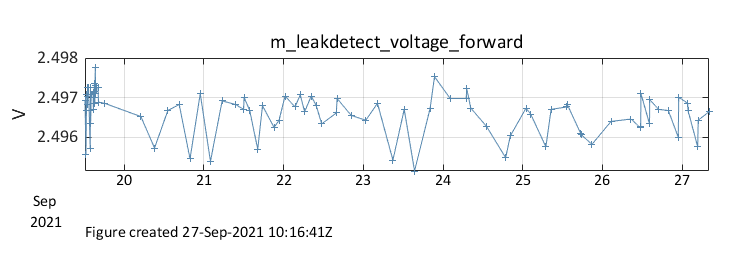 m_leakdetect_voltage_forward
2.498
2.497
2.496
V
20 21 22 23 24 25 26 27
Sep
2021
Figure created 27-Sep-2021 10:16:41Z